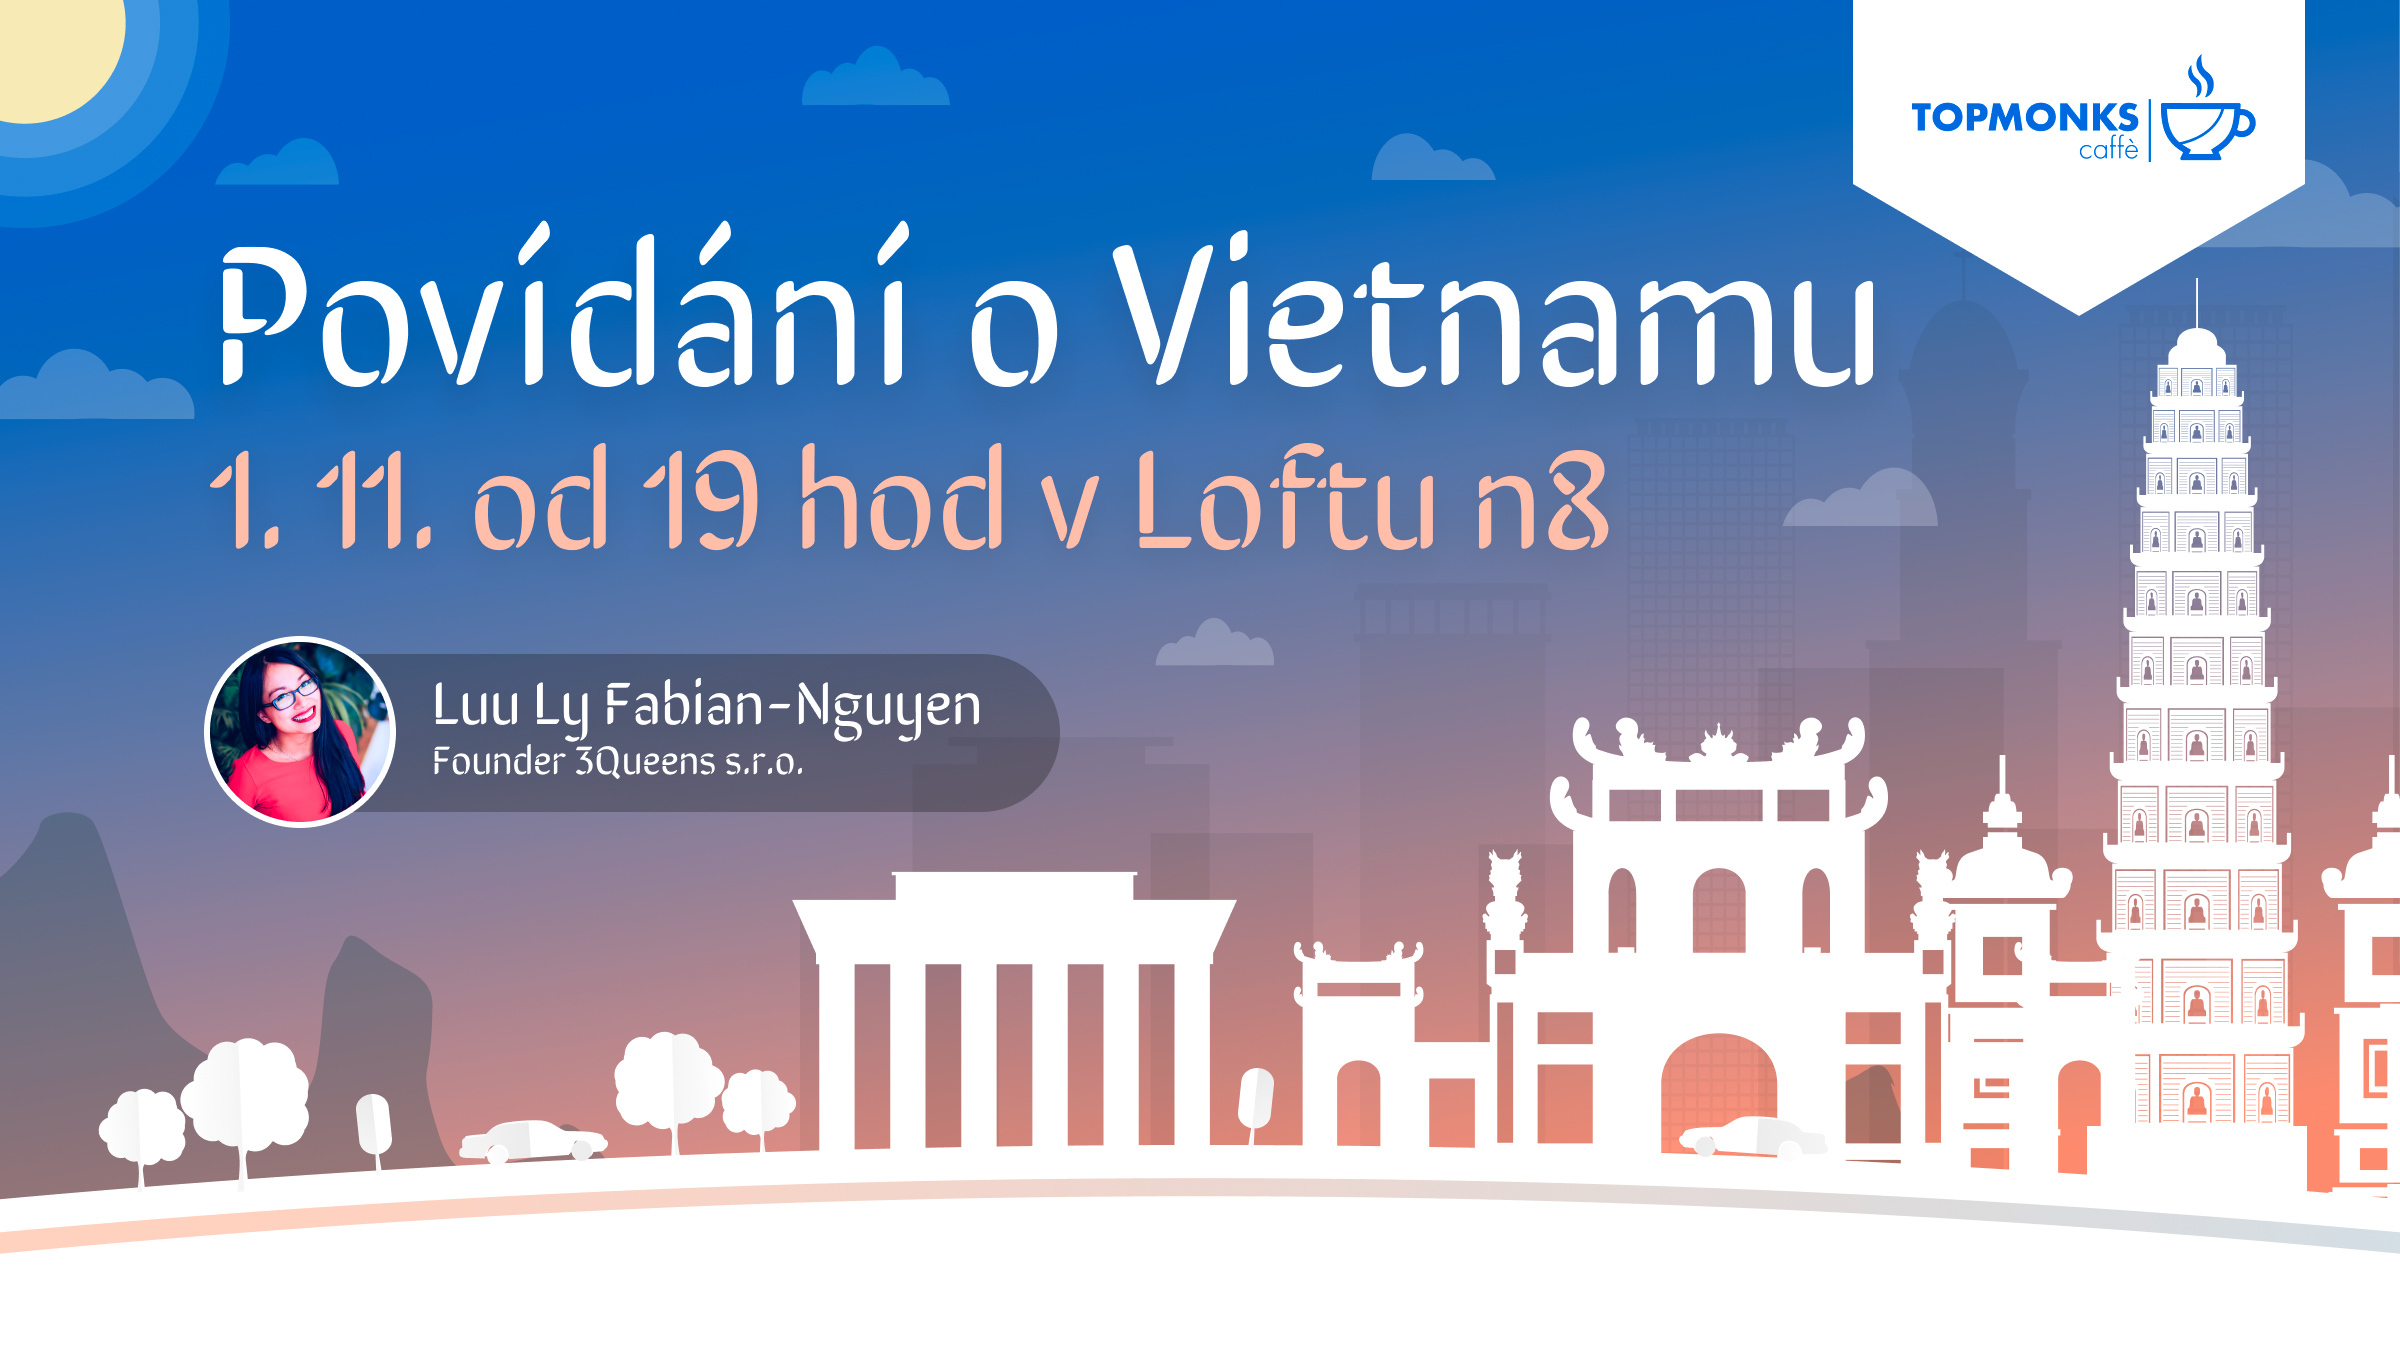 TOPMONKS
caffè
Povídání o Vietnamu
1. 11. od 19 hod v Loftu n8
Luu Ly Fabian-Nguyen
Founder 3Queens s.r.o.